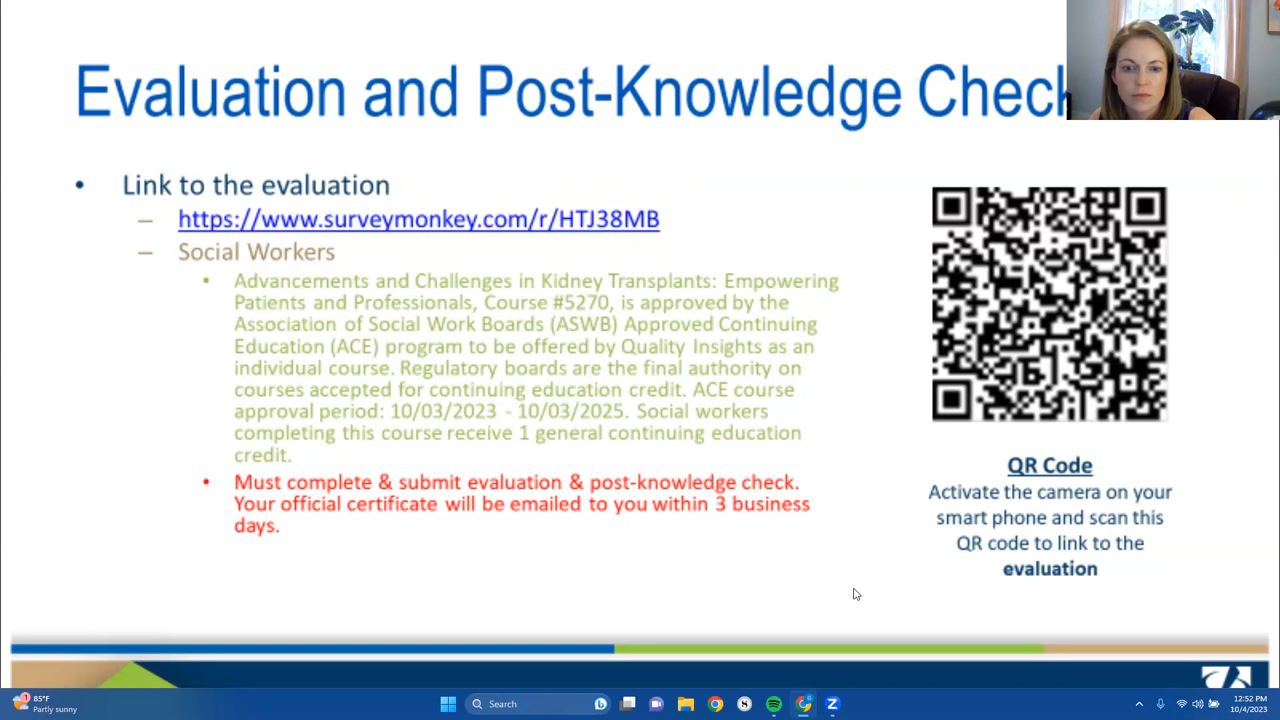 Evaluation and Post-Knowledge Check
• Link to the evaluation
– https://www.surveymonkey.com/r/HTJ38MB
– Social Workers
• Advancements and Challenges in Kidney Transplants: Empowering
Patients and Professionals, Course #5270, is approved by the
Association of Social Work Boards (ASWB) Approved Continuing
Education (ACE) program to be offered by Quality Insights as an
individual course. Regulatory boards are the final authority on
courses accepted for continuing education credit. ACE course
approval period: 10/03/2023 - 10/03/2025. Social workers
completing this course receive 1 general continuing education
credit.
• Must complete & submit evaluation & post-knowledge check.
Your official certificate will be emailed to you within 3 business
days.
QR Code
Activate the camera on your
smart phone and scan this
QR code to link to the
evaluation
1
85°F
Partly sunny
Search
12:52 PM
10/4/2023